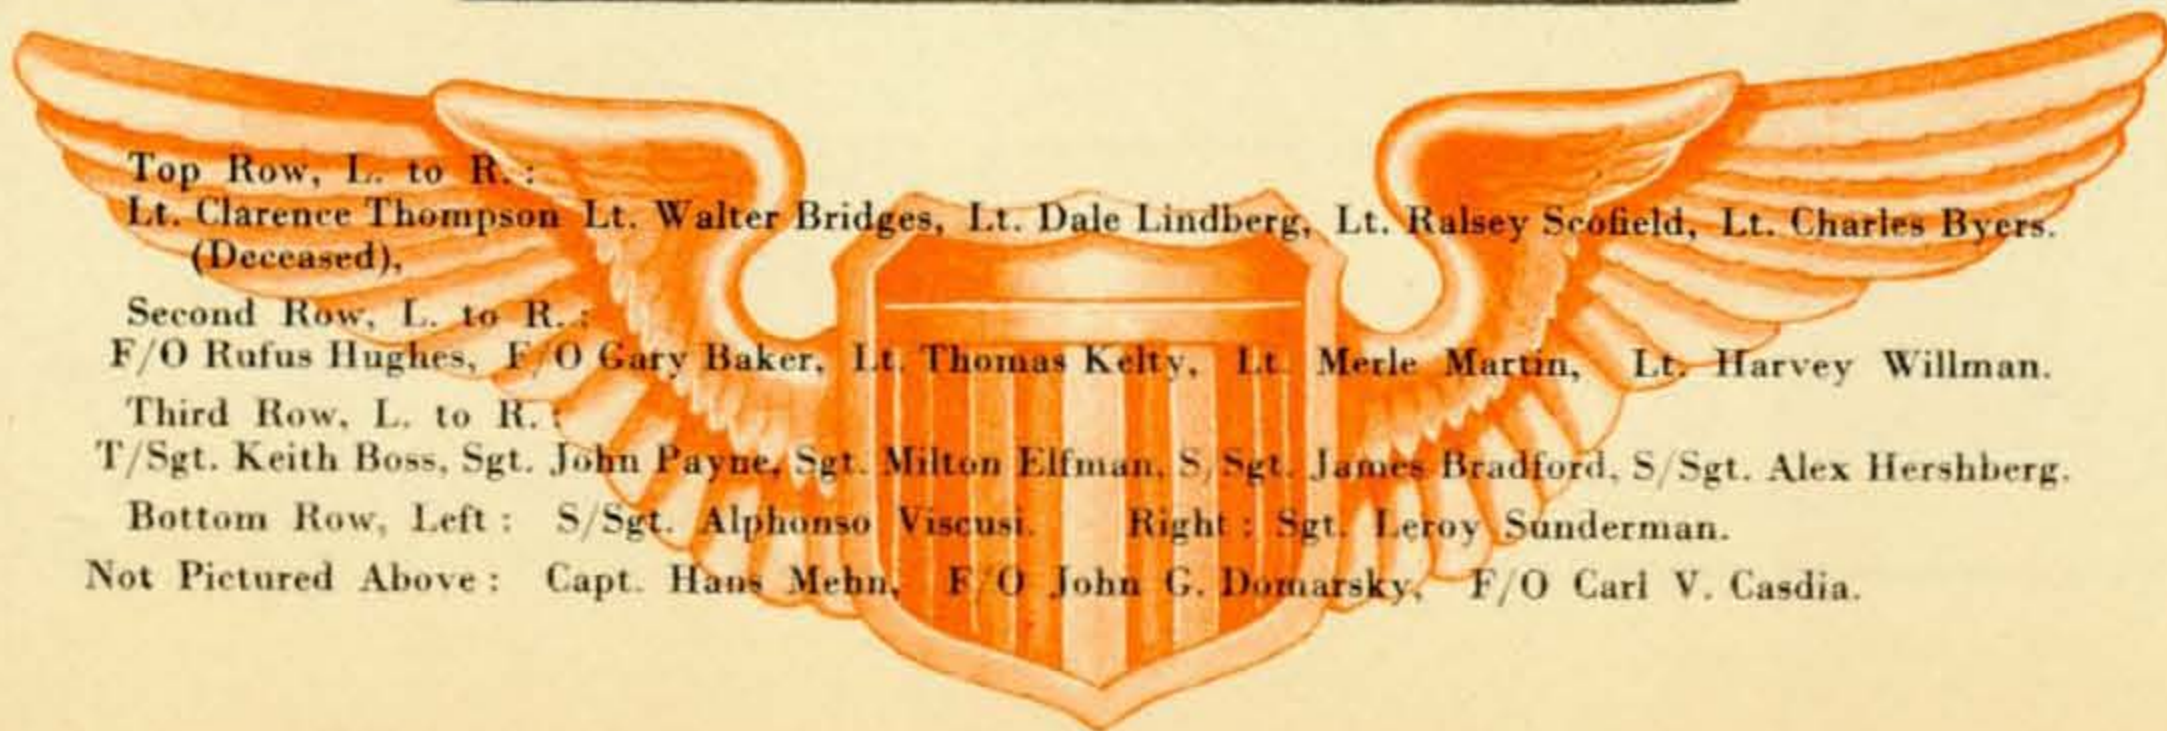 Top Row, L. to R. :
Lt. Clarence Thompson Lt. Walter Bridges, Lt. Dale Lindberg, Lt. Ralsey Scofield, Lt. Charles Byers.
(Deceased),
Second Row, L. to R. :
F/O Rufus Hughes, F/O Gary Baker, Lt. Thomas Kelty, Lt. Merle Martin, Lt. Harvey Willman.
Third Row, L. to R. :
T/Sgt. Keith Boss, Sgt. John Payne, Sgt. Milton Elfman, S/Sgt. James Bradford, S/Sgt. Alex Hershberg.
Bottom Row, Left : S/Sgt. Alphonso Viscusi. Right : Sgt. Leroy Sunderman.
Not Pictured Above : Capt. Hans Mehn, F/O John G. Domarsky, F/O Carl V. Casdia.